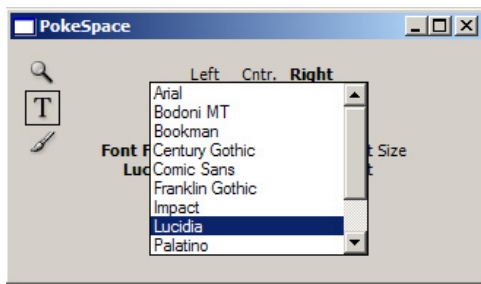 PokeSpace
Left Cntr. Right
T
Arial
Bodoni MT
Bookman
Century Gothic
Comic Sans
Franklin Gothic
Impact
Lucidia
Palatino
Font F
Size
Luc